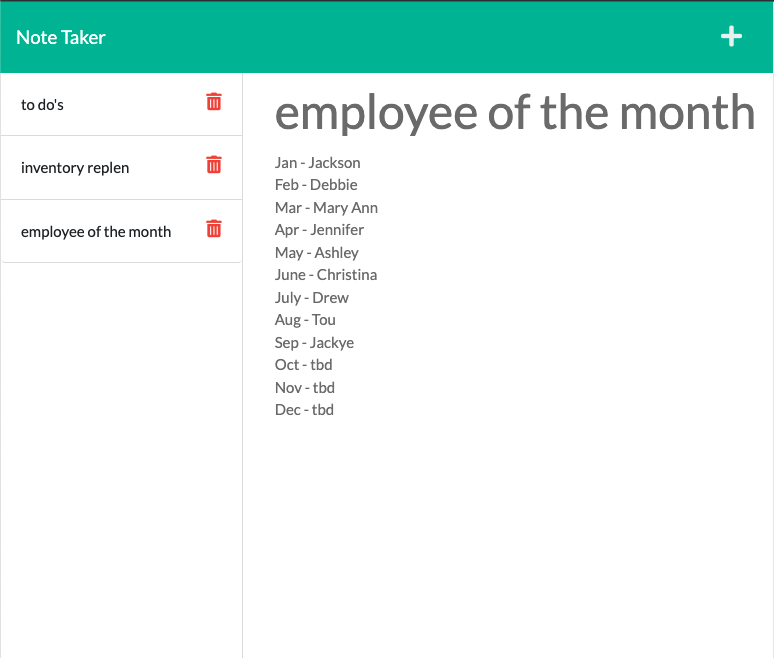 Note Taker
to do's
inventory replen
employee of the month
employee of the month
Jan - Jackson
Feb - Debbie
Mar - Mary Ann
Apr - Jennifer
May - Ashley
June - Christina
July - Drew
Aug - Tou
Sep - Jackye
Oct - tbd
Nov - tbd
Dec - tbd